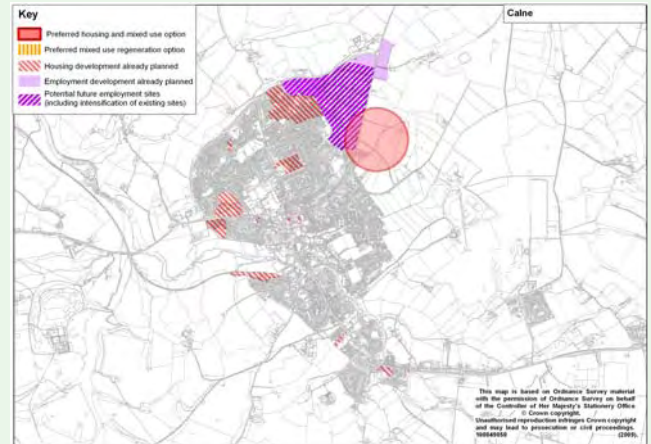 Key
Preferred housing and mixed use option
Preferred mixed use regeneration option
Housing development already planned
Employment development already planned
Potential future employment sites
(including intensification of existing sites)
Calne
This map is based on Ordnance Survey material
with the permission of Ordnance Survey on behalf
of the Controller of Her Majesty's Stationery Office
© Crown copyright.
Unauthorised reproduction infringes Crown copyright
and may lead to prosecution or civil proceedings.
100049050 (2009).